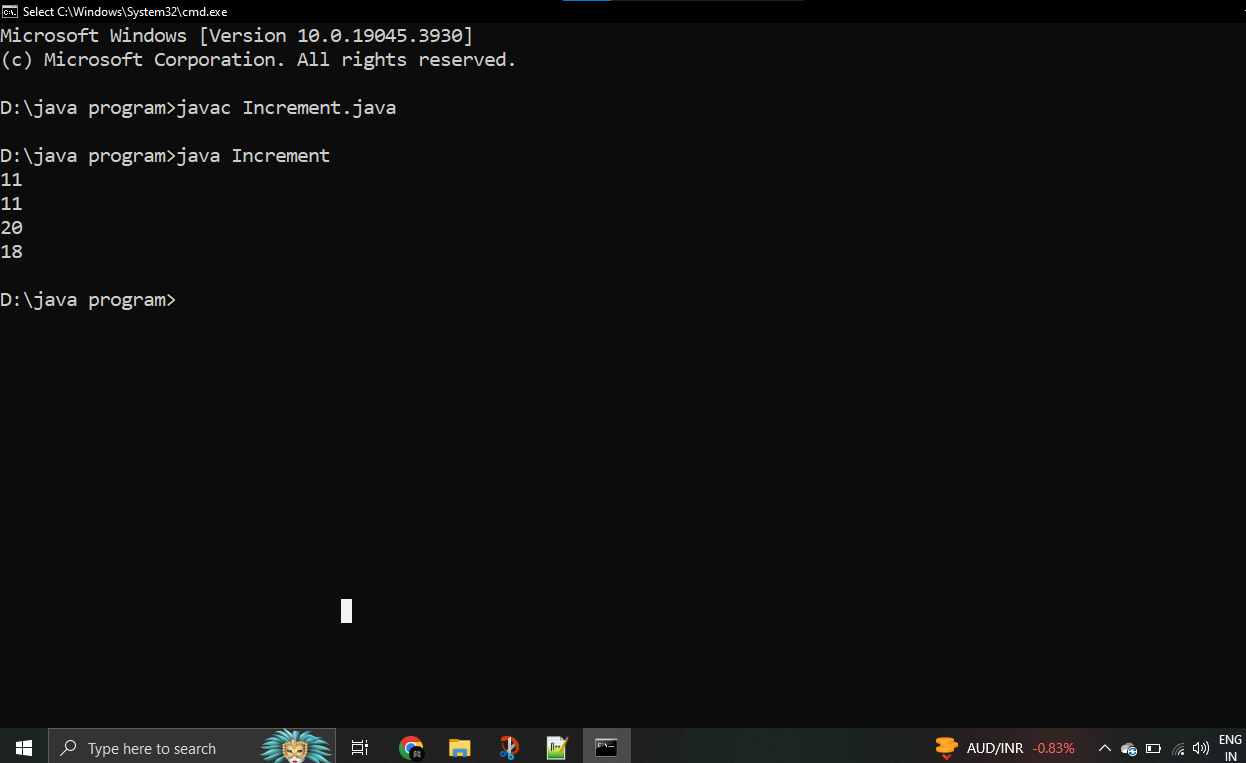 Select C:\Windows\System32\cmd.exe
Microsoft Windows [Version 10.0.19045.3930]
(c) Microsoft Corporation. All rights reserved.
D:\java program>javac Increment.java
D:\java program>java Increment
11
11
20
18
D:\java program>
Type here to search
AUD/INR -0.83%
ENG
IN